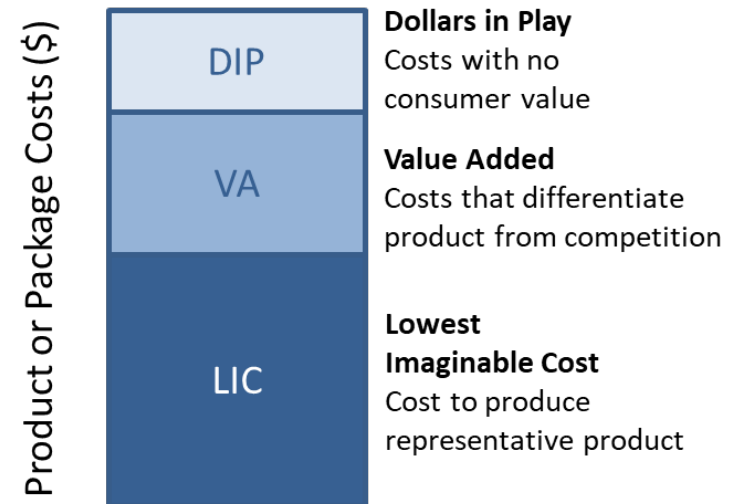 Product or Package Costs ($)
DIP
Dollars in Play
Costs with no
consumer value
VA
Value Added
Costs that differentiate
product from competition
LIC
Lowest
Imaginable Cost
Cost to produce
representative product